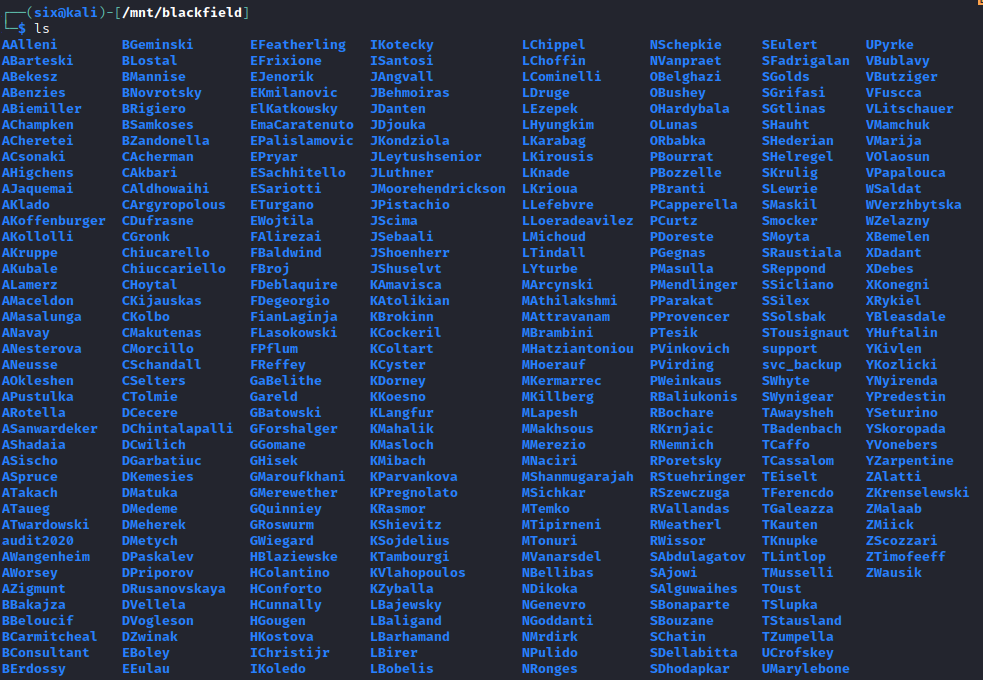 ┌──(six㉿kali)-[/mnt/blackfield]
└─$ ls
AAlleni BGeminski EFeatherling IKotecky LChippel NSchepkie SEulert UPyrke
ABarteski BLostal EFrixione ISantosi LChoffin NVanpraet SFadrigalan VBublavy
ABekesz BMannise EJenorik JAngvall LCominelli OBelghazi SGolds VButziger
ABenzies BNovrotsky EKmilanovic JBehmoiras LDruge OBushey SGrifasi VFuscca
ABiemiller BRigiero ElKatkowsky JDanten LEzepek OHardybala SGtlinas VLitschauer
AChampken BSamkoses EmaCaratenuto JDjouka LHyungkim OLunas SHauht VMamchuk
ACheretei BZandonella EPalislamovic JKondziola LKarabag ORbabka SHederian VMarija
ACsonaki CAcherman EPryar JLeytushsenior LKirousis PBourrat SHelregel VOlaosun
AHigchens CAkbari ESachhitello JLuthner LKnade PBozzelle SKrulig VPapalouca
AJaquemai CAldhowaihi ESariotti JMoorehendrickson LKrioua PBranti SLewrie WSaldat
AKlado CArgyropolous ETurgano JPistachio LLefebvre PCapperella SMaskil WVerzhbytska
AKoffenburger CDufrasne EWojtila JScima LLoeradeavilez PCurtz Smocker WZelazny
AKollolli CGronk FAlirezai JSebaali LMichoud PDoreste SMoyta XBemelen
AKruppe Chiucarello FBaldwind JShoenherr LTindall PGegnas SRaustiala XDadant
AKubale Chiuccariello FBroj JShuselvt LYturbe PMasulla SReppond XDebes
ALamerz CHoytal FDeblaquire KAmavisca MArcynski PMendlinger SSicliano XKonegni
AMaceldon CKijauskas FDegeorgio KAtolikian MAthilakshmi PParakat SSilex XRykiel
AMasalunga CKolbo FianLaginja KBrokinn MAttravanam PProvencer SSolsbak YBleasdale
ANavay CMakutenas FLasokowski KCockeril MBrambini PTesik STousignaut YHuftalin
ANesterova CMorcillo FPflum KColtart MHatziantoniou PVinkovich support YKivlen
ANeusse CSchandall FReffey KCyster MHoerauf PVirding svc_backup YKozlicki
AOkleshen CSelters GaBelithe KDorney MKermarrec PWeinkaus SWhyte YNyirenda
APustulka CTolmie Gareld KKoesno MKillberg RBaliukonis SWynigear YPredestin
ARotella DCecere GBatowski KLangfur MLapesh RBochare TAwaysheh YSeturino
ASanwardeker DChintalapalli GForshalger KMahalik MMakhsous RKrnjaic TBadenbach YSkoropada
AShadaia DCwilich GGomane KMasloch MMerezio RNemnich TCaffo YVonebers
ASischo DGarbatiuc GHisek KMibach MNaciri RPoretsky TCassalom YZarpentine
ASpruce DKemesies GMaroufkhani KParvankova MShanmugarajah RStuehringer TEiselt ZAlatti
ATakach DMatuka GMerewether KPregnolato MSichkar RSzewczuga TFerencdo ZKrenselewski
ATaueg DMedeme GQuinniey KRasmor MTemko RVallandas TGaleazza ZMalaab
ATwardowski DMeherek GRoswurm KShievitz MTipirneni RWeatherl TKauten ZMiick
audit2020 DMetych GWiegard KSojdelius MTonuri RWissor TKnupke ZScozzari
AWangenheim DPaskalev HBlaziewske KTambourgi MVanarsdel SAbdulagatov TLintlop ZTimofeeff
AWorsey DPriporov HColantino KVlahopoulos NBellibas SAjowi TMusselli ZWausik
AZigmunt DRusanovskaya HConforto KZyballa NDikoka SAlguwaihes TOust
BBakajza DVellela HCunnally LBajewsky NGenevro SBonaparte TSlupka
BBeloucif DVogleson HGougen LBaligand NGoddanti SBouzane TStausland
BCarmitcheal DZwinak HKostova LBarhamand NMrdirk SChatin TZumpella
BConsultant EBoley IChristijr LBirer NPulido SDellabitta UCrofskey
BErdossy EEulau IKoledo LBobelis NRonges SDhodapkar UMarylebone